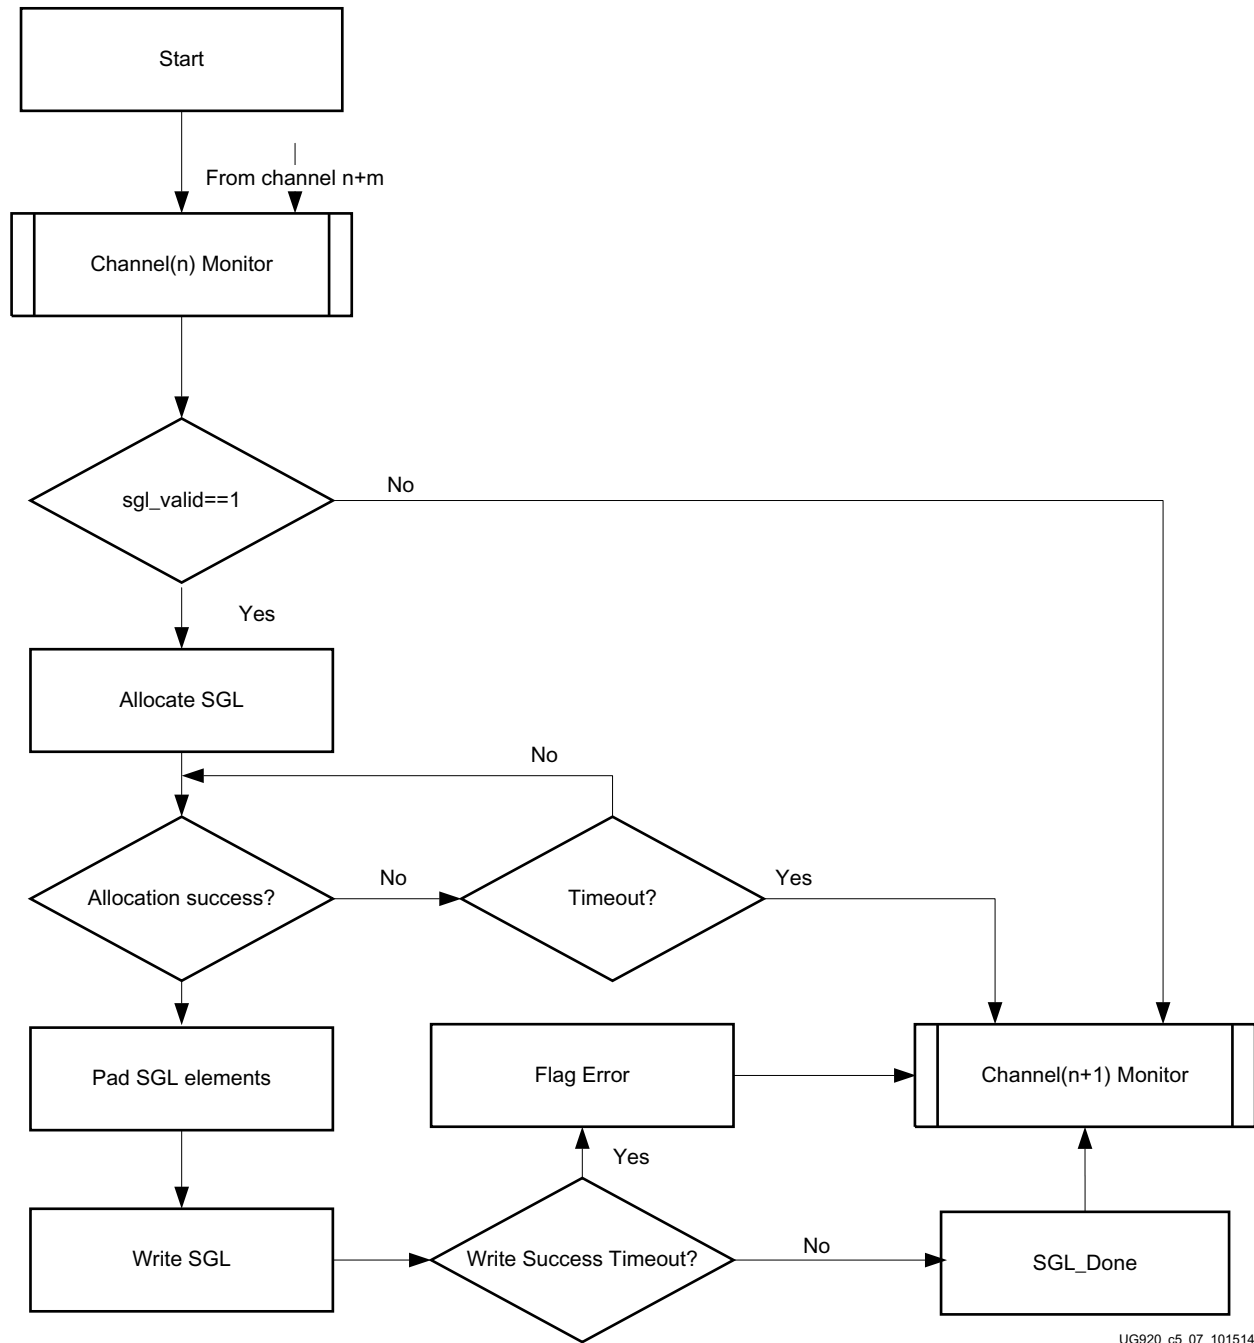 Start
From channel n+m
Channel(n) Monitor
sgl_valid==1
No
Yes
Allocate SGL
No
Allocation success?
No
Timeout?
Yes
Pad SGL elements
Flag Error
Channel(n+1) Monitor
Yes
Write SGL
Write Success Timeout?
No
SGL_Done
UG920_c5_07_101514